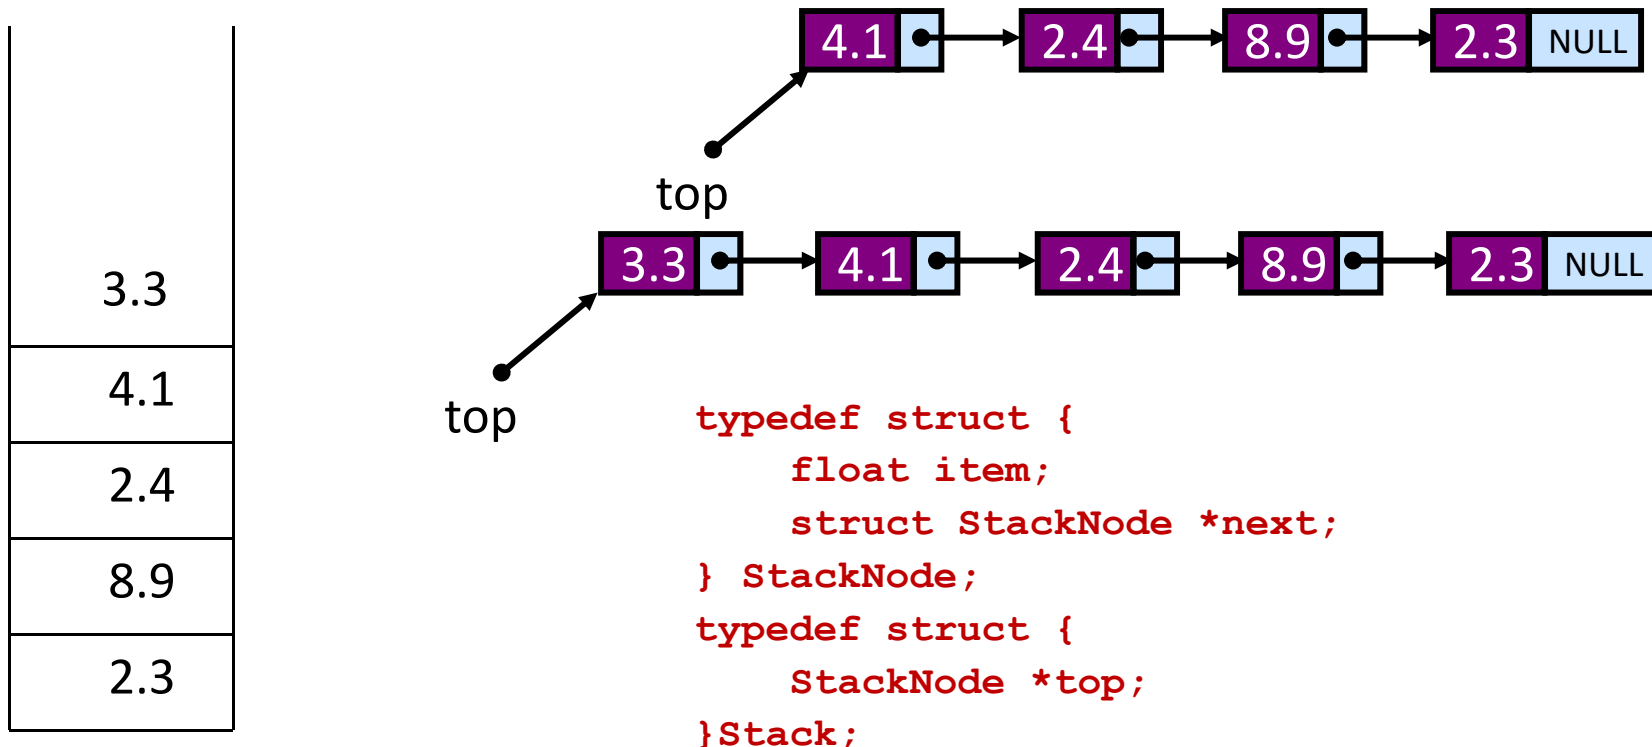 3.3
4.1
2.4
8.9
2.3
4.1 2.4 8.9 2.3 NULL
top
3.3 4.1 2.4 8.9 2.3 NULL
top
typedef struct {
float item;
struct StackNode *next;
} StackNode;
typedef struct {
StackNode *top;
}Stack;